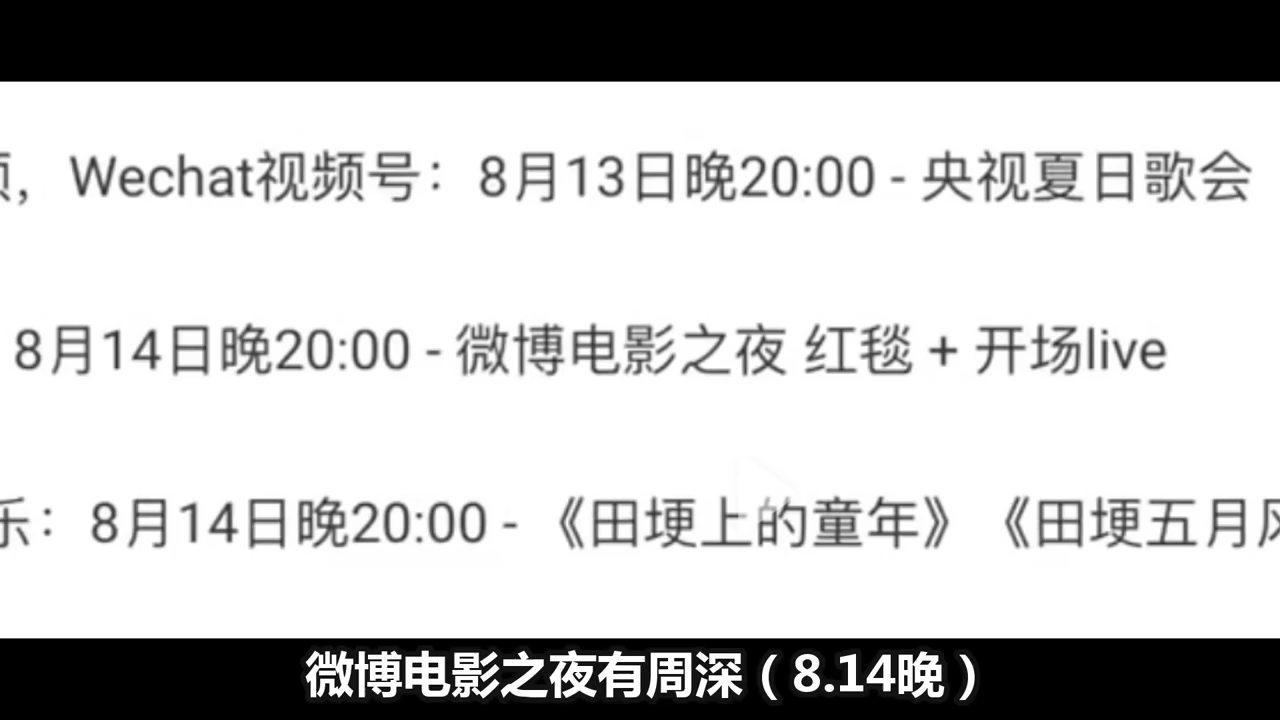 ，Wechat视频号：8月13日晚20:00 - 央视夏日歌会
8月14日晚20:00 - 微博电影之夜 红毯 + 开场live
乐：8月14日晚20:00 - 《田埂上的童年》《田埂五月风
微博电影之夜有周深（8.14晚）